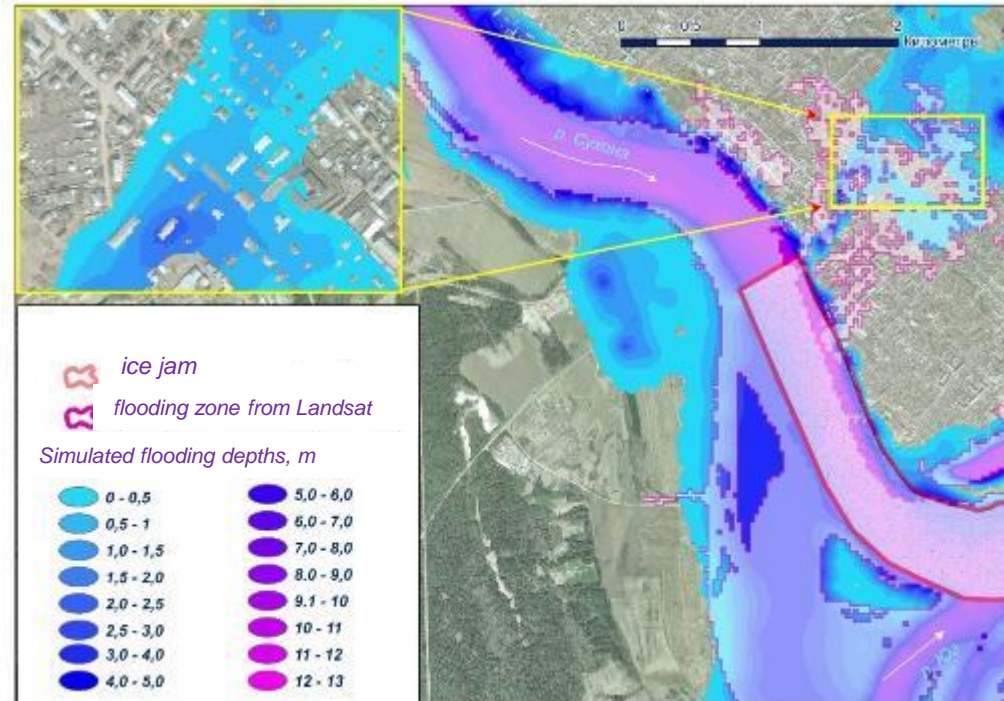 0 0,5 1 2
Километры
р. Сухона
ice jam
flooding zone from Landsat
Simulated flooding depths, m
0 - 0,5
0,5 - 1
1,0 - 1,5
1,5 - 2,0
2,0 - 2,5
2,5 - 3,0
3,0 - 4,0
4,0 - 5,0
5,0 - 6,0
6,0 - 7,0
7,0 - 8,0
8.0 - 9,0
9.1 - 10
10 - 11
11 - 12
12 - 13
р. Юг